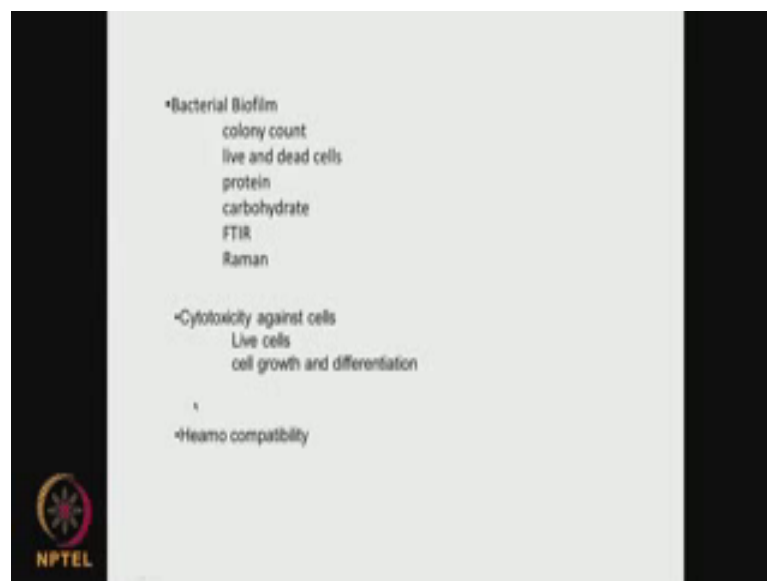 •Bacterial Biofilm
colony count
live and dead cells
protein
carbohydrate
FTIR
Raman
•Cytotoxicity against cells
Live cells
cell growth and differentiation
•Heamo compatibility
NPTEL